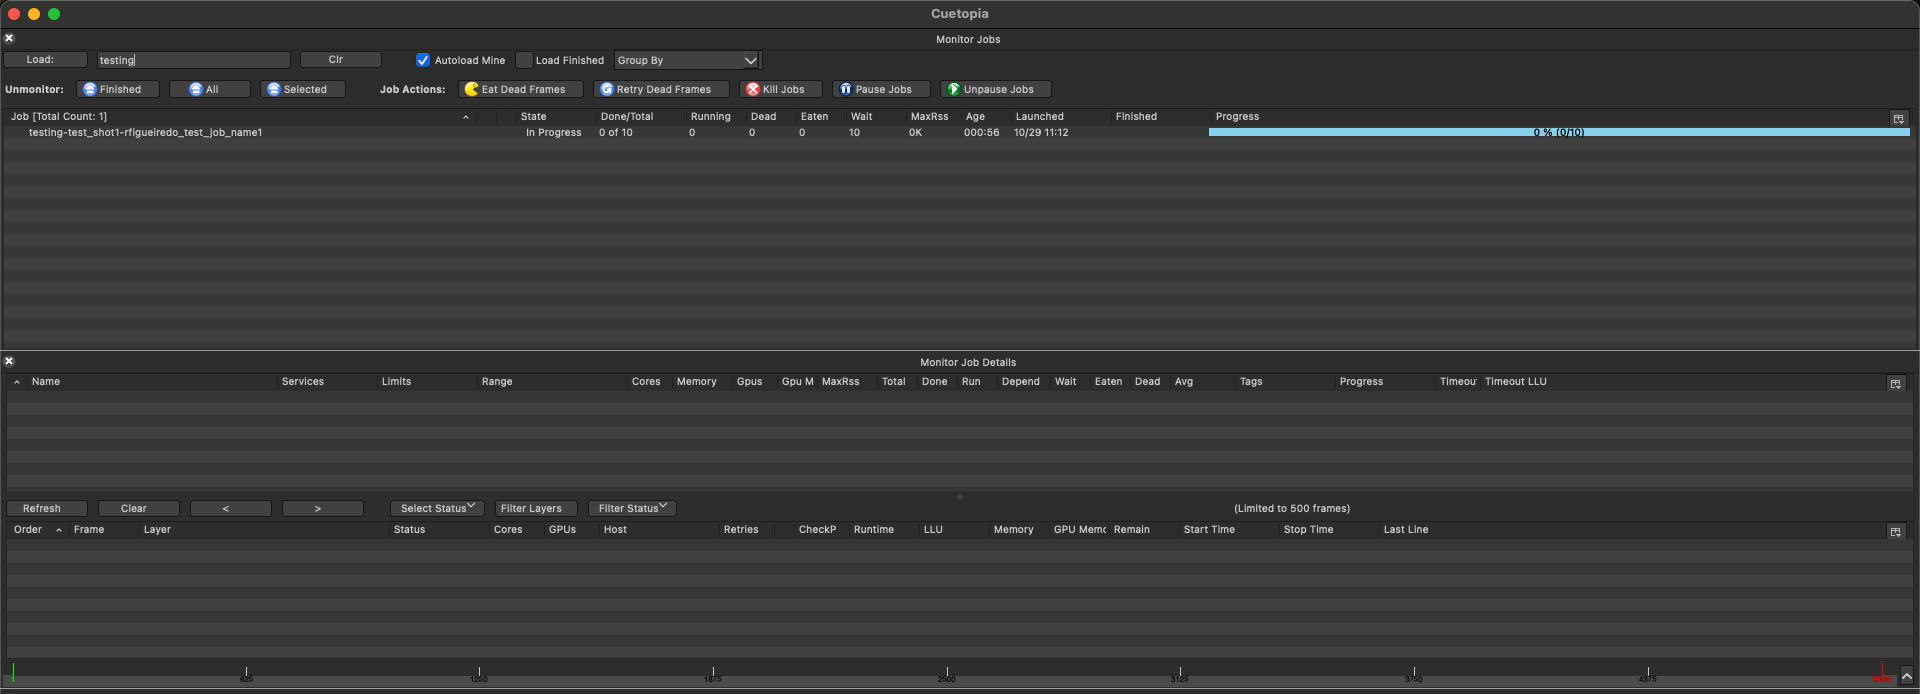 Cuetopia
Monitor Jobs
Load: testing Clr Autoload Mine Load Finished Group By
Unmonitor: Finished All Selected Job Actions: Eat Dead Frames Retry Dead Frames Kill Jobs Pause Jobs Unpause Jobs
Job [Total Count: 1] State Done/Total Running Dead Eaten Wait MaxRss Age Launched Finished Progress
testing-test_shot1-rfigueiredo_test_job_name1 In Progress 0 of 10 0 0 0 10 0K 000:56 10/29 11:12 0 % (0/10)
Monitor Job Details
Name Services Limits Range Cores Memory Gpus Gpu M MaxRss Total Done Run Depend Wait Eaten Dead Avg Tags Progress Timeou Timeout LLU
Refresh Clear < > Select Status Filter Layers Filter Status (Limited to 500 frames)
Order Frame Layer Status Cores GPUs Host Retries CheckP Runtime LLU Memory GPU Memo Remain Start Time Stop Time Last Line
625 1250 1875 2500 3125 3750 4375